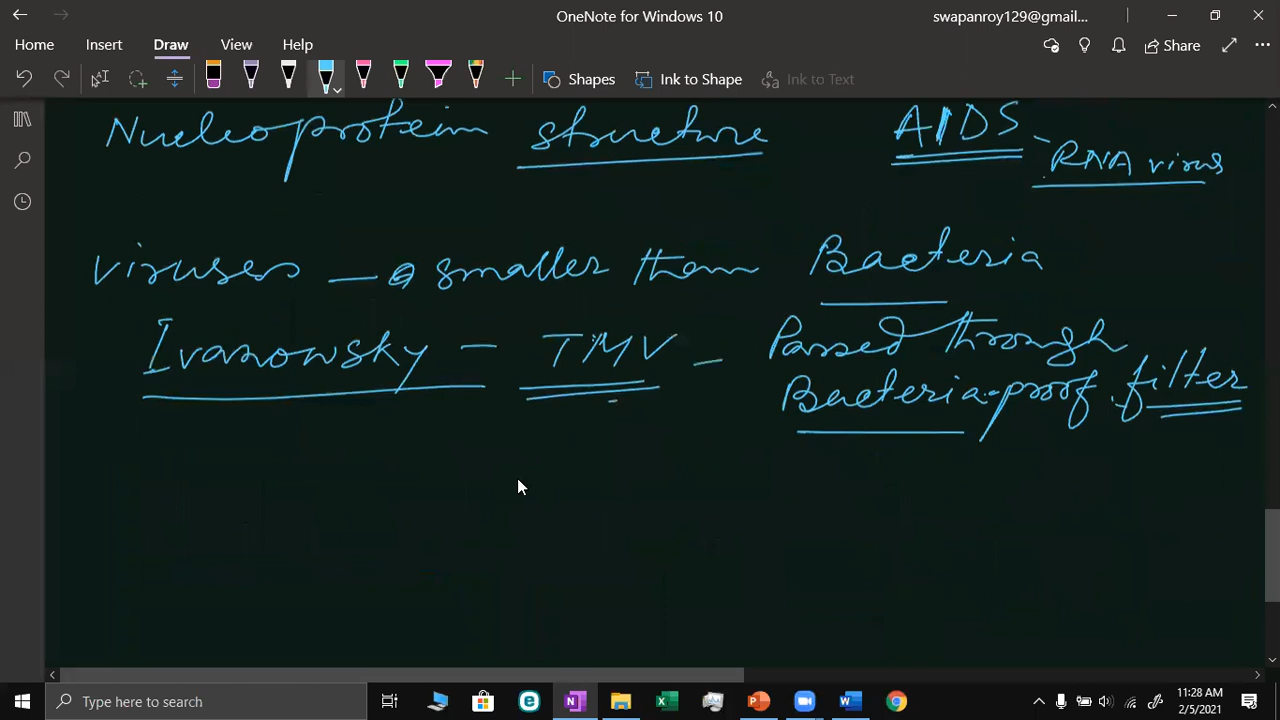 OneNote for Windows 10
swapanroy129@gmail...
Home Insert Draw View Help
Share
Shapes Ink to Shape Ink to Text
Nucleoprotein structure AIDS - RNA virus
viruses — smaller than Bacteria
Ivanowsky — TMV — Passed through
Bacteria-proof filter
Type here to search
11:28 AM
2/5/2021